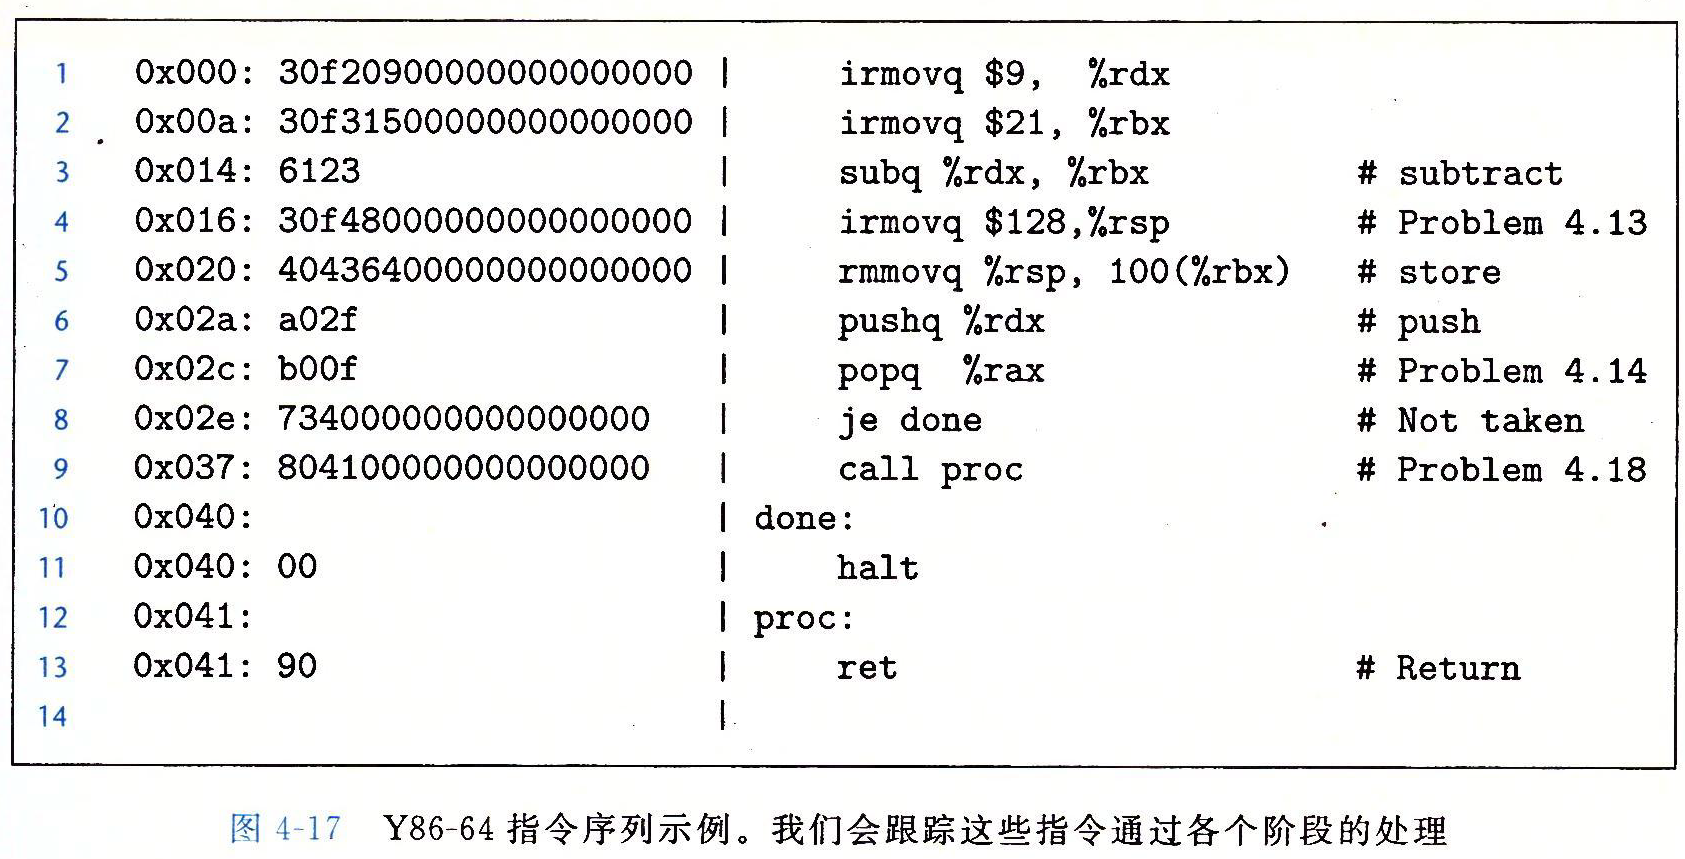 1 0x000: 30f20900000000000000 | irmovq $9, %rdx
2 0x00a: 30f31500000000000000 | irmovq $21, %rbx
3 0x014: 6123 | subq %rdx, %rbx # subtract
4 0x016: 30f48000000000000000 | irmovq $128,%rsp # Problem 4.13
5 0x020: 40436400000000000000 | rmmovq %rsp, 100(%rbx) # store
6 0x02a: a02f | pushq %rdx # push
7 0x02c: b00f | popq %rax # Problem 4.14
8 0x02e: 734000000000000000 | je done # Not taken
9 0x037: 804100000000000000 | call proc # Problem 4.18
10 0x040: | done:
11 0x040: 00 | halt
12 0x041: | proc:
13 0x041: 90 | ret # Return
14 |
图 4-17 Y86-64 指令序列示例。我们会跟踪这些指令通过各个阶段的处理